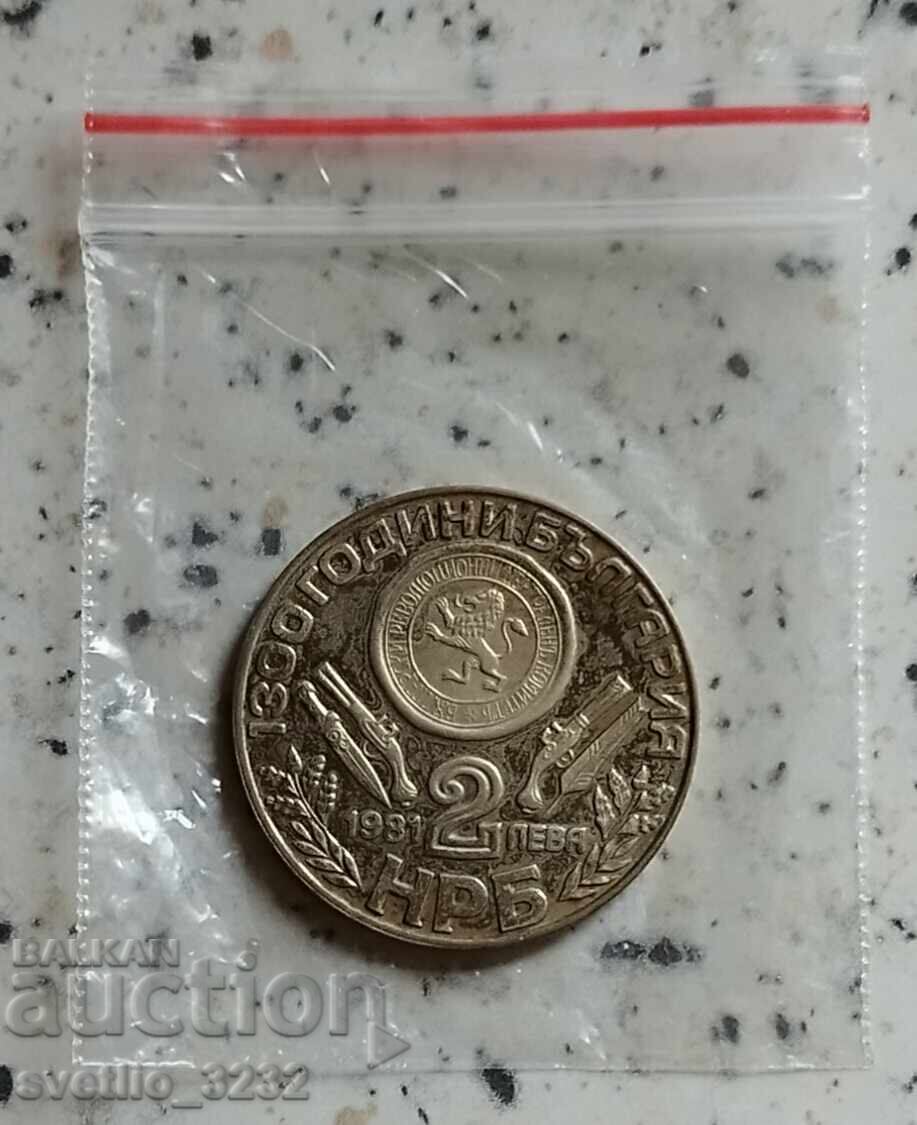 1300 ГОДИНИ БЪЛГАРИЯ
1981 2 ЛЕВА
НРБ
BALKAN
auction
svetlio_3232